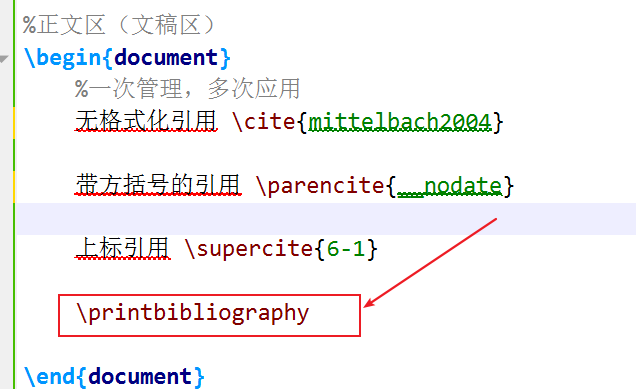 %正文区（文稿区）
\begin{document}
%一次管理，多次应用
无格式化引用 \cite{mittelbach2004}
带方括号的引用 \parencite{__nodate}
上标引用 \supercite{6-1}
\printbibliography
\end{document}